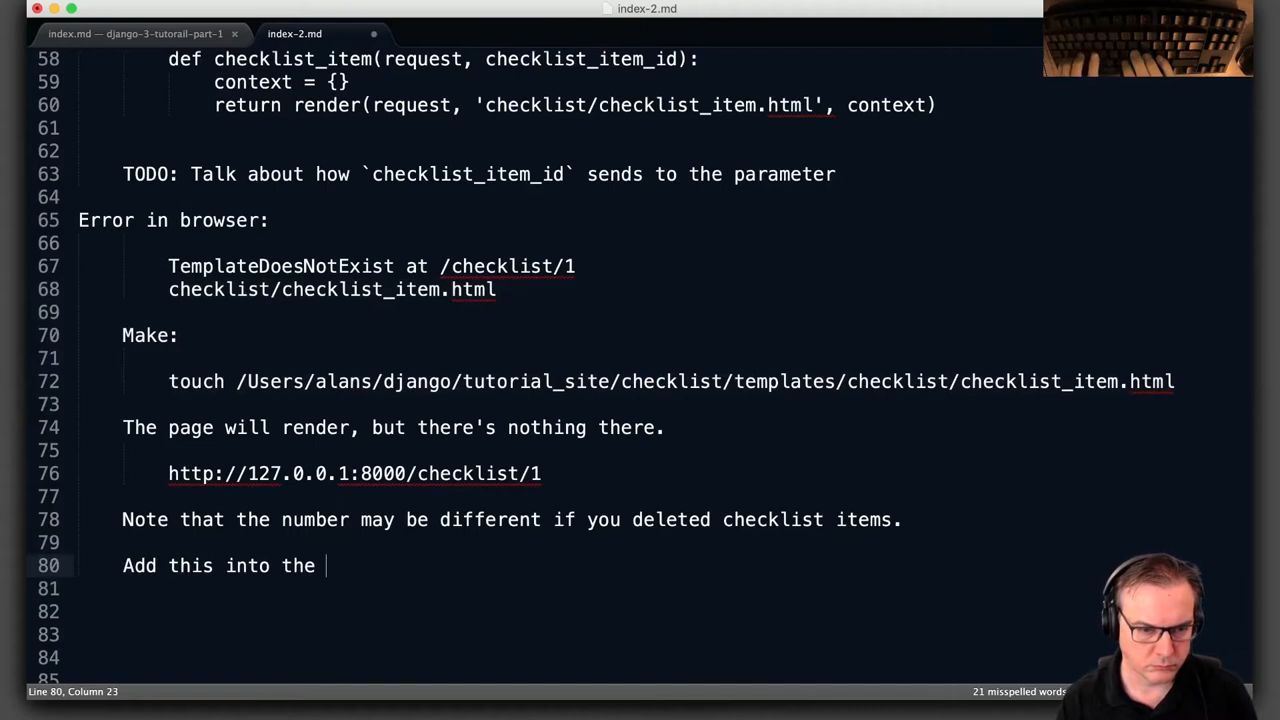 index-2.md
index.md — django-3-tutorail-part-1 ×
index-2.md
58 def checklist_item(request, checklist_item_id):
59 context = {}
60 return render(request, 'checklist/checklist_item.html', context)
61
62
63 TODO: Talk about how `checklist_item_id` sends to the parameter
64
65 Error in browser:
66
67 TemplateDoesNotExist at /checklist/1
68 checklist/checklist_item.html
69
70 Make:
71
72 touch /Users/alans/django/tutorial_site/checklist/templates/checklist/checklist_item.html
73
74 The page will render, but there's nothing there.
75
76 http://127.0.0.1:8000/checklist/1
77
78 Note that the number may be different if you deleted checklist items.
79
80 Add this into the
81
82
83
84
85
Line 80, Column 23
21 misspelled words